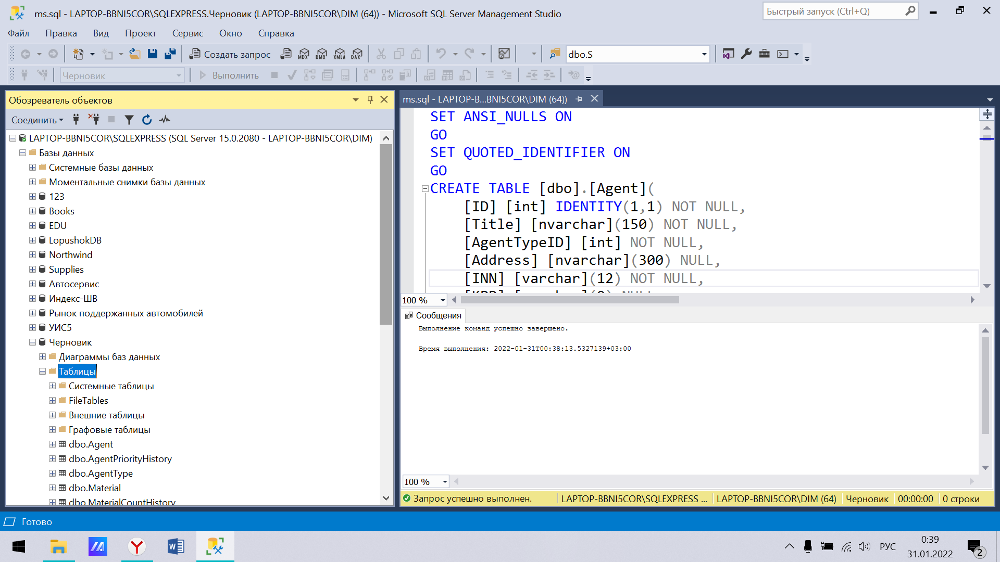 ms.sql - LAPTOP-BBNI5COR\SQLEXPRESS.Черновик (LAPTOP-BBNI5COR\DIM (64)) - Microsoft SQL Server Management Studio
Быстрый запуск (Ctrl+Q)
Файл Правка Вид Проект Сервис Окно Справка
Создать запрос MDX DMX XMLA DAX dbo.S
Черновик Выполнить
Обозреватель объектов
Соединить
LAPTOP-BBNI5COR\SQLEXPRESS (SQL Server 15.0.2080 - LAPTOP-BBNI5COR\DIM)
Базы данных
Системные базы данных
Моментальные снимки базы данных
123
Books
EDU
LopushokDB
Northwind
Supplies
Автосервис
Индекс-ШВ
Рынок поддержанных автомобилей
УИС5
Черновик
Диаграммы баз данных
Таблицы
Системные таблицы
FileTables
Внешние таблицы
Графовые таблицы
dbo.Agent
dbo.AgentPriorityHistory
dbo.AgentType
dbo.Material
dbo.MaterialCountHistory
ms.sql - LAPTOP-B...BNI5COR\DIM (64))
SET ANSI_NULLS ON
GO
SET QUOTED_IDENTIFIER ON
GO
CREATE TABLE [dbo].[Agent](
[ID] [int] IDENTITY(1,1) NOT NULL,
[Title] [nvarchar](150) NOT NULL,
[AgentTypeID] [int] NOT NULL,
[Address] [nvarchar](300) NULL,
[INN] [varchar](12) NOT NULL,
100 %
Сообщения
Выполнение команд успешно завершено.
Время выполнения: 2022-01-31T00:38:13.5327139+03:00
100 %
Запрос успешно выполнен. LAPTOP-BBNI5COR\SQLEXPRESS ... LAPTOP-BBNI5COR\DIM (64) Черновик 00:00:00 0 строки
Готово
РУС
0:39
31.01.2022
2